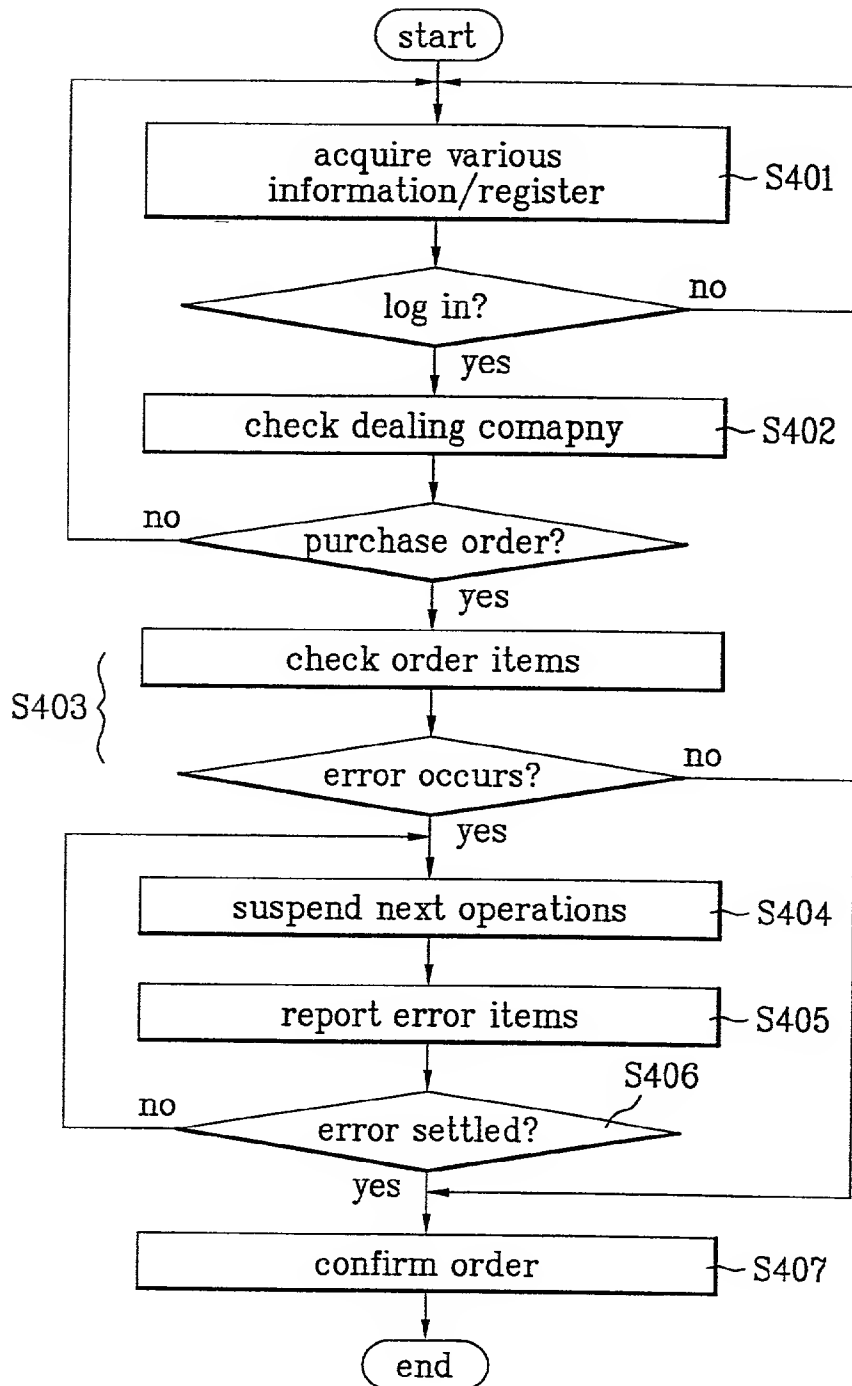 start
acquire various
information/register
S401
log in?
no
yes
check dealing comapny
S402
no
purchase order?
yes
check order items
S403
error occurs?
no
yes
suspend next operations
S404
report error items
S405
S406
no
error settled?
yes
confirm order
S407
end